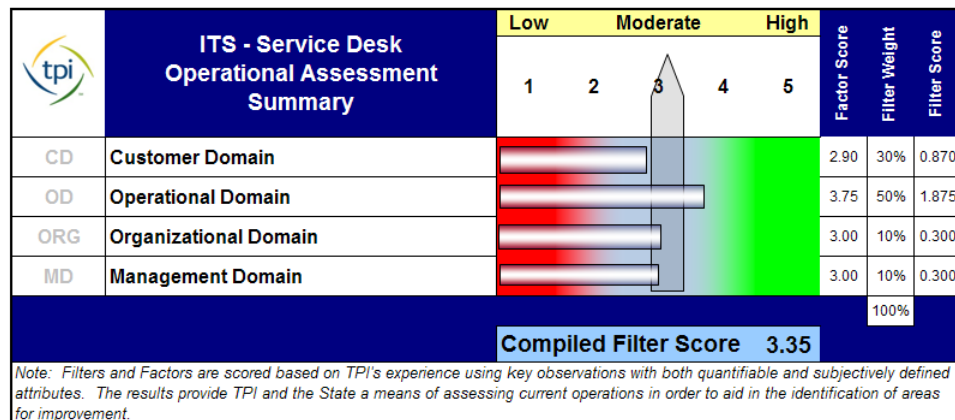 tpi
ITS - Service Desk
Operational Assessment
Summary
Low Moderate High
1 2 3 4 5
Factor Score
Filter Weight
Filter Score
CD Customer Domain 2.90 30% 0.870
OD Operational Domain 3.75 50% 1.875
ORG Organizational Domain 3.00 10% 0.300
MD Management Domain 3.00 10% 0.300
100%
Compiled Filter Score 3.35
Note: Filters and Factors are scored based on TPI's experience using key observations with both quantifiable and subjectively defined
attributes. The results provide TPI and the State a means of assessing current operations in order to aid in the identification of areas
for improvement.